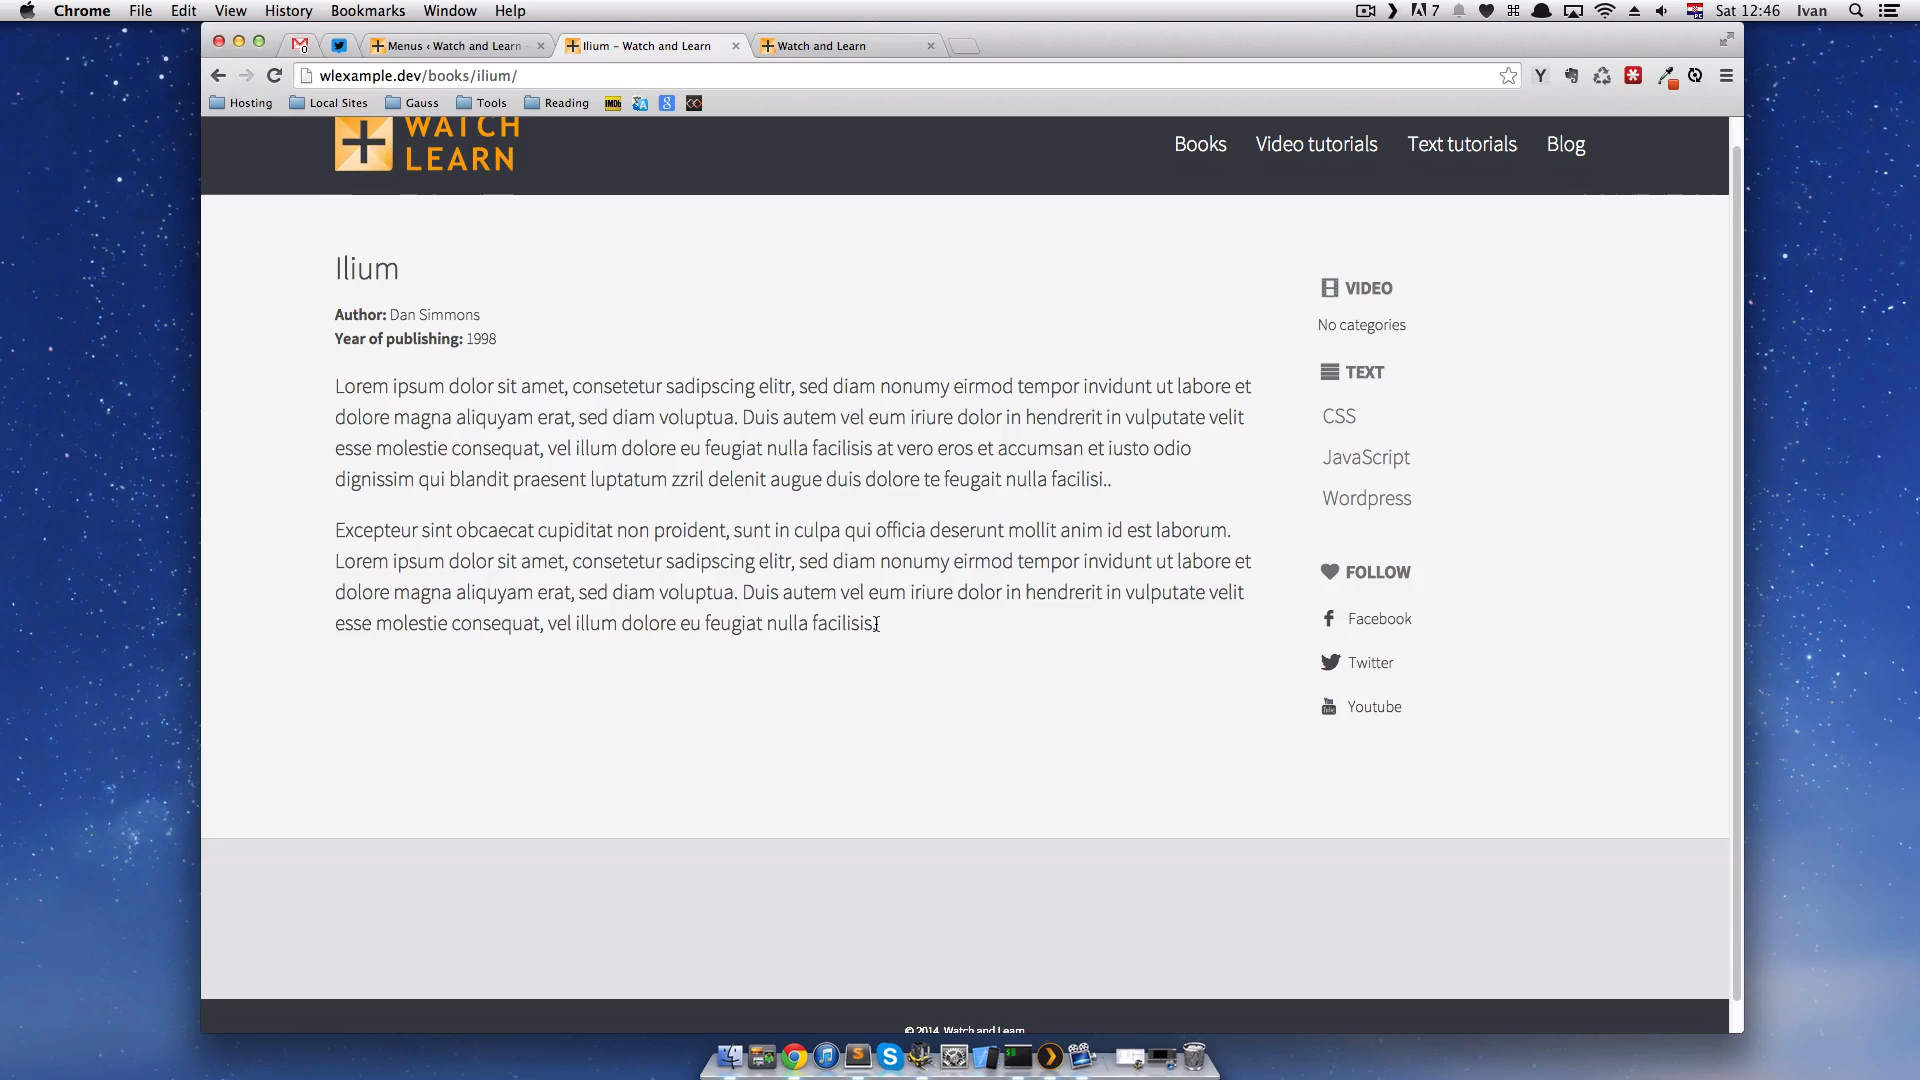 Chrome File Edit View History Bookmarks Window Help
7 Sat 12:46 Ivan
Menus ‹ Watch and Learn
Ilium – Watch and Learn
Watch and Learn
wlexample.dev/books/ilium/
Hosting Local Sites Gauss Tools Reading IMDb
WATCH
LEARN
Books Video tutorials Text tutorials Blog
Ilium
Author: Dan Simmons
Year of publishing: 1998
Lorem ipsum dolor sit amet, consetetur sadipscing elitr, sed diam nonumy eirmod tempor invidunt ut labore et
dolore magna aliquyam erat, sed diam voluptua. Duis autem vel eum iriure dolor in hendrerit in vulputate velit
esse molestie consequat, vel illum dolore eu feugiat nulla facilisis at vero eros et accumsan et iusto odio
dignissim qui blandit praesent luptatum zzril delenit augue duis dolore te feugait nulla facilisi..
Excepteur sint obcaecat cupiditat non proident, sunt in culpa qui officia deserunt mollit anim id est laborum.
Lorem ipsum dolor sit amet, consetetur sadipscing elitr, sed diam nonumy eirmod tempor invidunt ut labore et
dolore magna aliquyam erat, sed diam voluptua. Duis autem vel eum iriure dolor in hendrerit in vulputate velit
esse molestie consequat, vel illum dolore eu feugiat nulla facilisis.
VIDEO
No categories
TEXT
CSS
JavaScript
Wordpress
FOLLOW
Facebook
Twitter
Youtube
© 2014. Watch and Learn